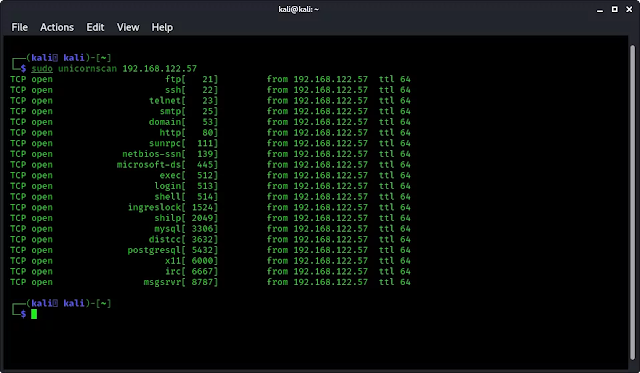 kali@kali: ~
File Actions Edit View Help
┌──(kali㉿kali)-[~]
└─$ sudo unicornscan 192.168.122.57
TCP open ftp[ 21] from 192.168.122.57 ttl 64
TCP open ssh[ 22] from 192.168.122.57 ttl 64
TCP open telnet[ 23] from 192.168.122.57 ttl 64
TCP open smtp[ 25] from 192.168.122.57 ttl 64
TCP open domain[ 53] from 192.168.122.57 ttl 64
TCP open http[ 80] from 192.168.122.57 ttl 64
TCP open sunrpc[ 111] from 192.168.122.57 ttl 64
TCP open netbios-ssn[ 139] from 192.168.122.57 ttl 64
TCP open microsoft-ds[ 445] from 192.168.122.57 ttl 64
TCP open exec[ 512] from 192.168.122.57 ttl 64
TCP open login[ 513] from 192.168.122.57 ttl 64
TCP open shell[ 514] from 192.168.122.57 ttl 64
TCP open ingreslock[ 1524] from 192.168.122.57 ttl 64
TCP open shilp[ 2049] from 192.168.122.57 ttl 64
TCP open mysql[ 3306] from 192.168.122.57 ttl 64
TCP open distcc[ 3632] from 192.168.122.57 ttl 64
TCP open postgresql[ 5432] from 192.168.122.57 ttl 64
TCP open x11[ 6000] from 192.168.122.57 ttl 64
TCP open irc[ 6667] from 192.168.122.57 ttl 64
TCP open msgsrvr[ 8787] from 192.168.122.57 ttl 64
┌──(kali㉿kali)-[~]
└─$